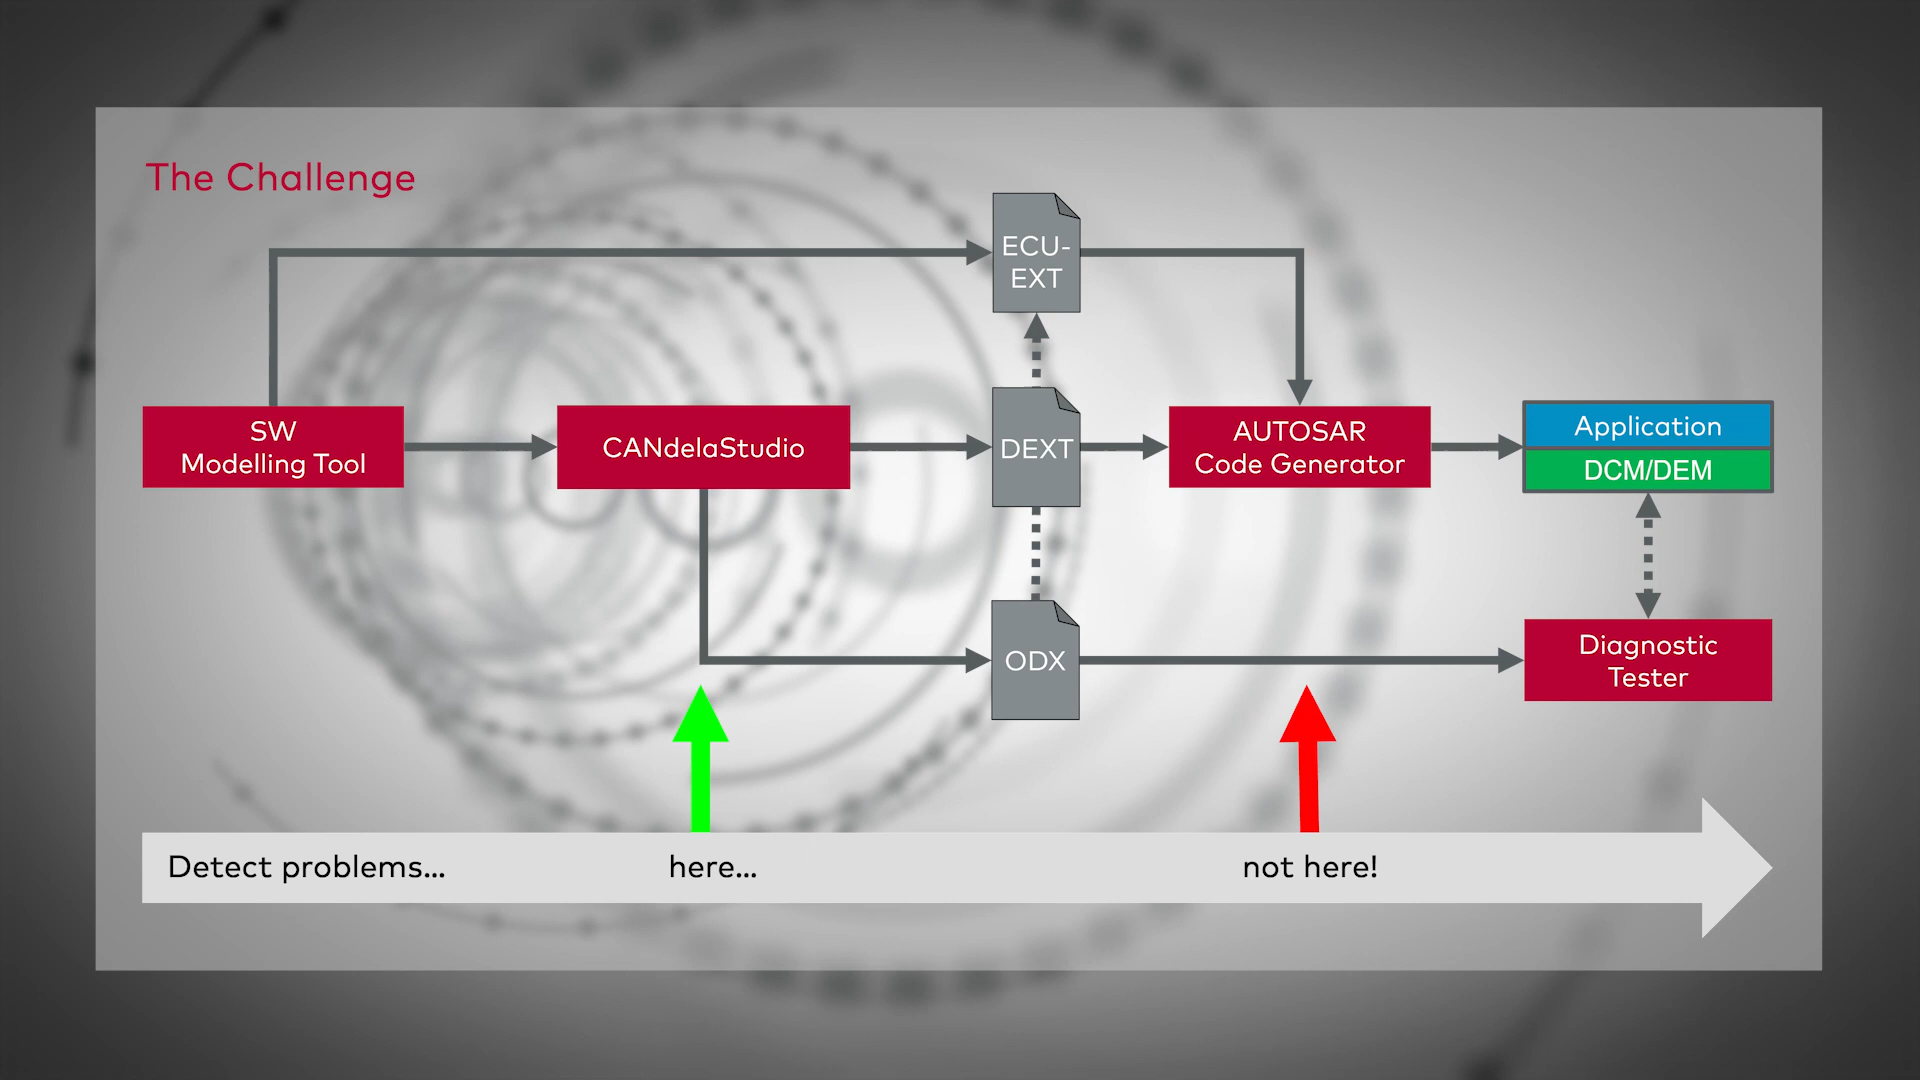 The Challenge
ECU-
EXT
SW
Modelling Tool
CANdelaStudio
DEXT
AUTOSAR
Code Generator
Application
DCM/DEM
ODX
Diagnostic
Tester
Detect problems... here... not here!